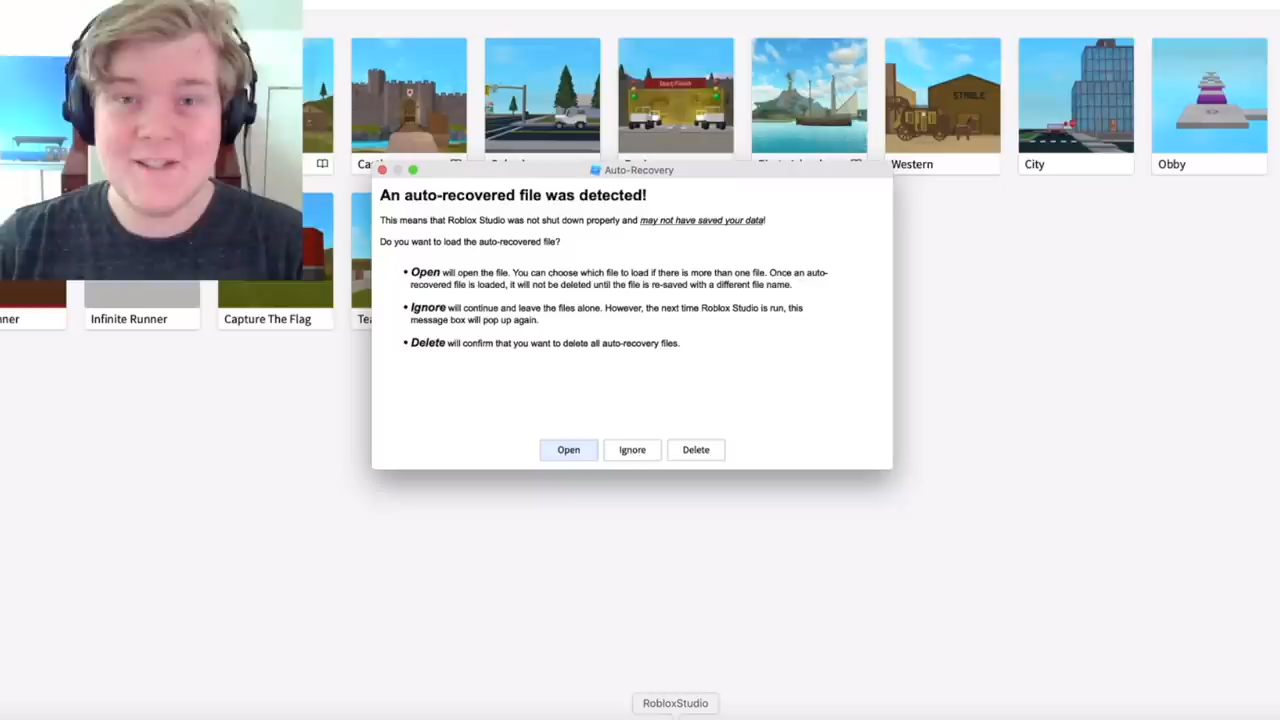 Start/Finish
STABLE
Western
City
Obby
Auto-Recovery
An auto-recovered file was detected!
This means that Roblox Studio was not shut down properly and may not have saved your data!
Do you want to load the auto-recovered file?
• Open will open the file. You can choose which file to load if there is more than one file. Once an auto-
recovered file is loaded, it will not be deleted until the file is re-saved with a different file name.
• Ignore will continue and leave the files alone. However, the next time Roblox Studio is run, this
message box will pop up again.
• Delete will confirm that you want to delete all auto-recovery files.
Infinite Runner
Capture The Flag
Open
Ignore
Delete
RobloxStudio